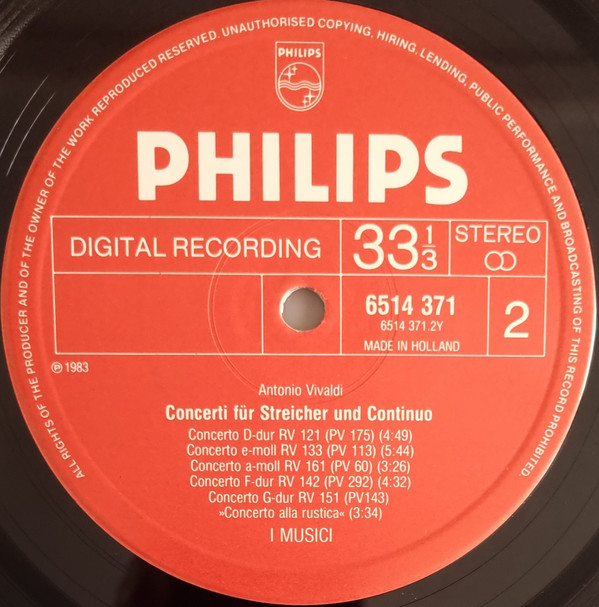 ALL RIGHTS OF THE PRODUCER AND OF THE OWNER OF THE WORK REPRODUCED RESERVED. UNAUTHORISED COPYING, HIRING, LENDING, PUBLIC PERFORMANCE AND BROADCASTING OF THIS RECORD PROHIBITED.
PHILIPS
PHILIPS
DIGITAL RECORDING
33 1/3
STEREO
6514 371
6514 371.2Y
MADE IN HOLLAND
2
℗ 1983
Antonio Vivaldi
Concerti für Streicher und Continuo
Concerto D-dur RV 121 (PV 175) (4:49)
Concerto e-moll RV 133 (PV 113) (5:44)
Concerto a-moll RV 161 (PV 60) (3:26)
Concerto F-dur RV 142 (PV 292) (4:32)
Concerto G-dur RV 151 (PV143)
»Concerto alla rustica« (3:34)
I MUSICI